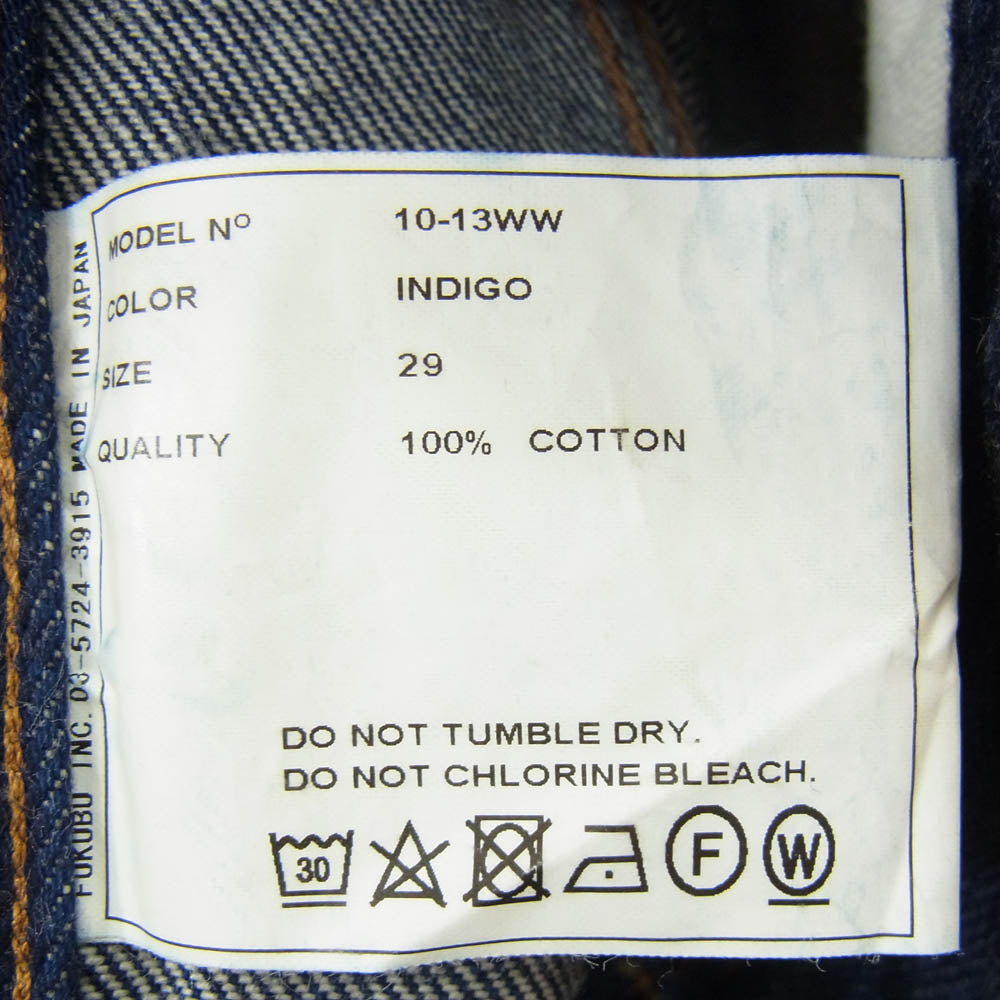 MODEL Nº 10-13WW
COLOR INDIGO
SIZE 29
QUALITY 100% COTTON
DO NOT TUMBLE DRY.
DO NOT CHLORINE BLEACH.
30 F W
FUKUBU INC. 03-5724-3915 MADE IN JAPAN